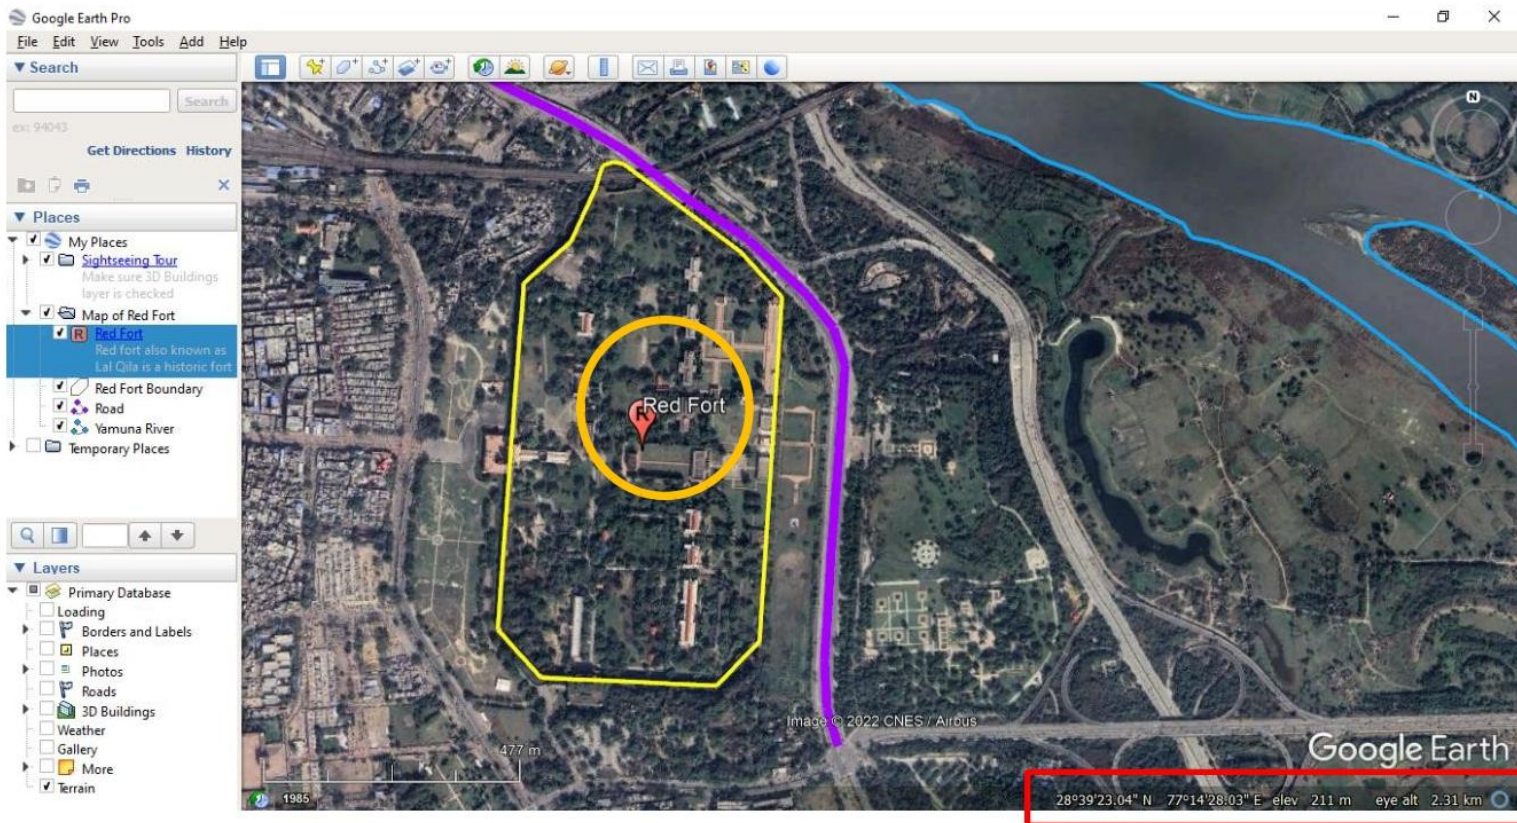 Google Earth Pro
File Edit View Tools Add Help
Search
Search
ex: 94043
Get Directions History
Places
My Places
Sightseeing Tour
Make sure 3D Buildings
layer is checked
Map of Red Fort
R Red Fort
Red fort also known as
Lal Qila is a historic fort
Red Fort Boundary
Road
Yamuna River
Temporary Places
Layers
Primary Database
Loading
Borders and Labels
Places
Photos
Roads
3D Buildings
Weather
Gallery
More
Terrain
N
R Red Fort
Image © 2022 CNES / Airbus
477 m
Google Earth
1985
28°39'23.04" N 77°14'28.03" E elev 211 m eye alt 2.31 km